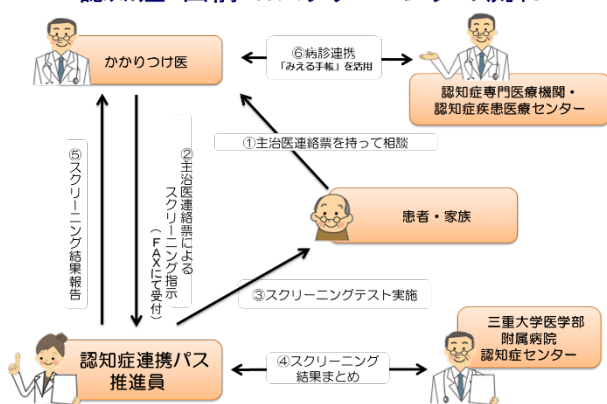 かかりつけ医
⑥病診連携
「みえる手帳」を活用
認知症専門医療機関・
認知症疾患医療センター
①主治医連絡票を持って相談
⑤スクリーニング結果報告
②主治医連絡票による
スクリーニング指示
（FAXにて受付）
患者・家族
③スクリーニングテスト実施
認知症連携パス
推進員
④スクリーニング
結果まとめ
三重大学医学部
附属病院
認知症センター